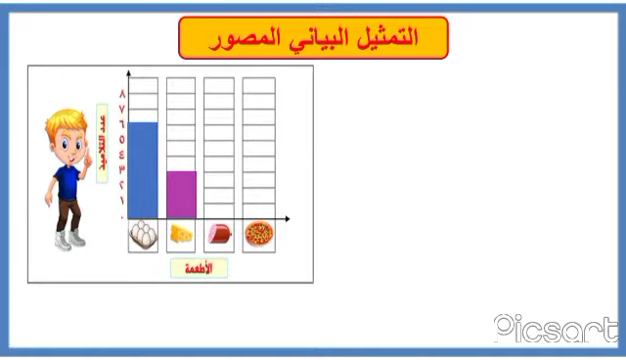 التمثيل البياني المصور
عدد التلاميذ
٨
٧
٦
٥
٤
٣
٢
١
٠
الأطعمة
Picsart